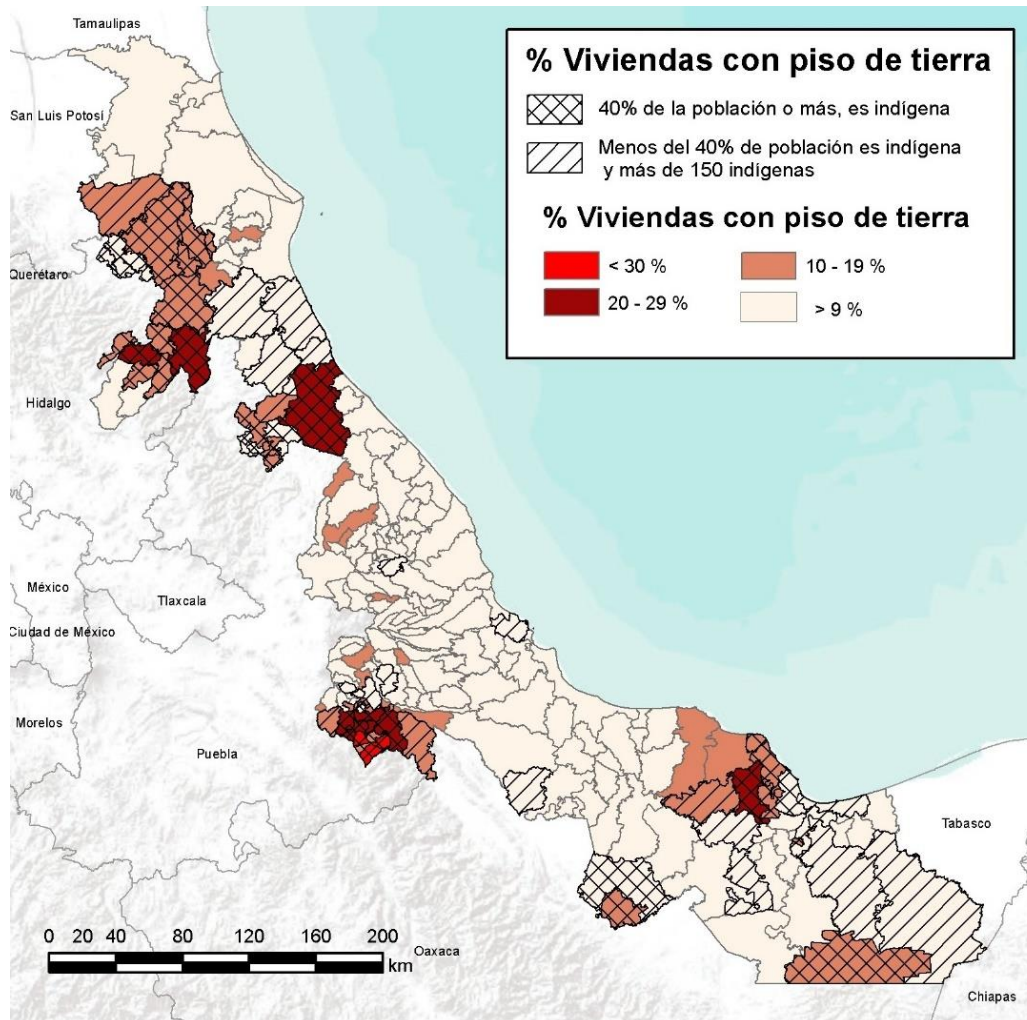 Tamaulipas
San Luis Potosí
Querétaro
Hidalgo
México
Tlaxcala
Ciudad de México
Morelos
Puebla
Oaxaca
Tabasco
Chiapas
% Viviendas con piso de tierra
40% de la población o más, es indígena
Menos del 40% de población es indígena
y más de 150 indígenas
% Viviendas con piso de tierra
< 30 %
10 - 19 %
20 - 29 %
> 9 %
0 20 40 80 120 160 200
km